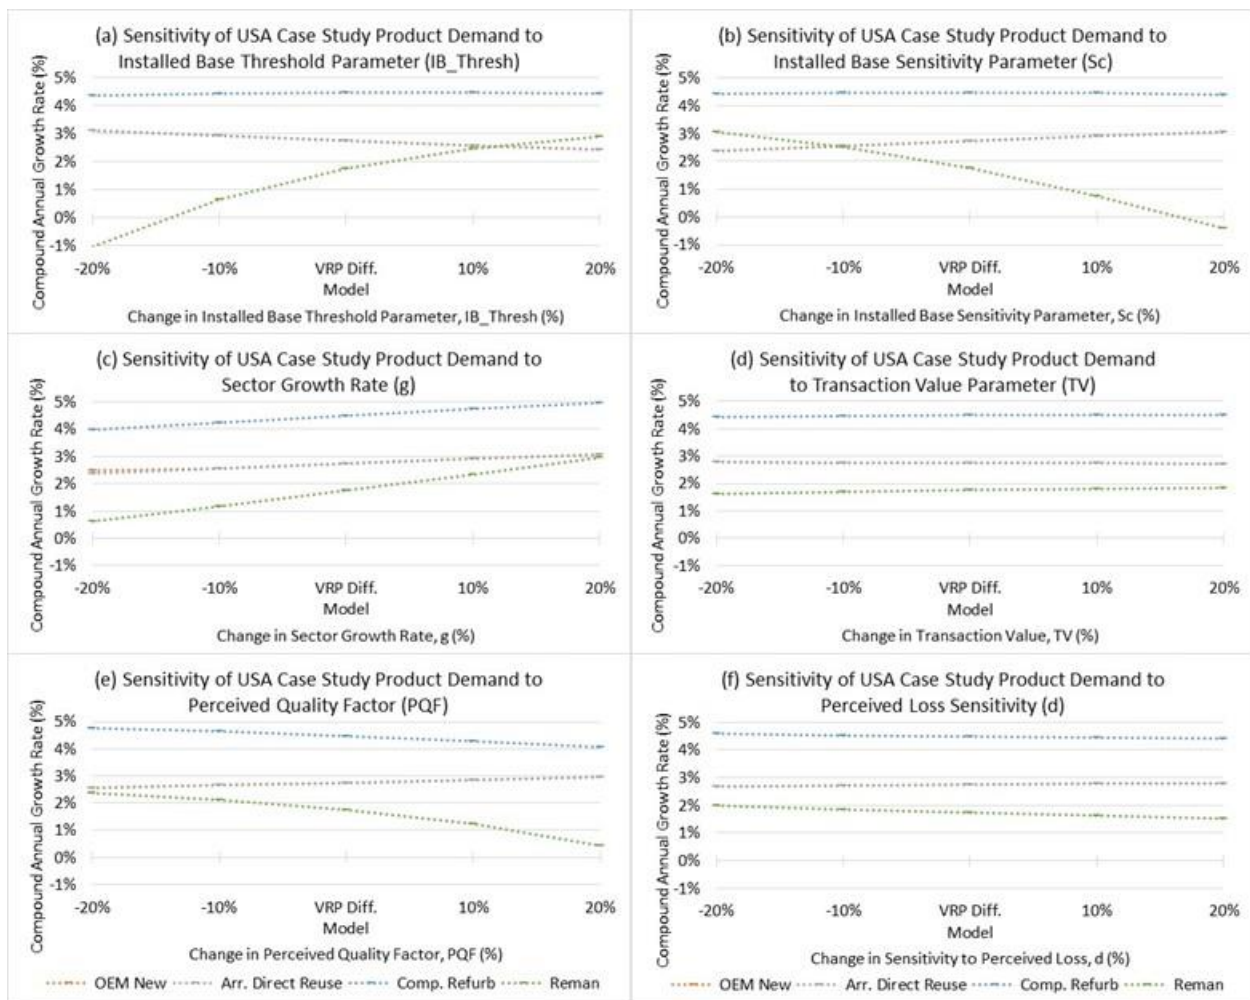 (a) Sensitivity of USA Case Study Product Demand to
Installed Base Threshold Parameter (IB_Thresh)
Compound Annual Growth Rate (%)
5%
4%
3%
2%
1%
0%
-1%
-20%
-10%
VRP Diff.
Model
10%
20%
Change in Installed Base Threshold Parameter, IB_Thresh (%)
(b) Sensitivity of USA Case Study Product Demand to
Installed Base Sensitivity Parameter (Sc)
Compound Annual Growth Rate (%)
5%
4%
3%
2%
1%
0%
-1%
-20%
-10%
VRP Diff.
Model
10%
20%
Change in Installed Base Sensitivity Parameter, Sc (%)
(c) Sensitivity of USA Case Study Product Demand to
Sector Growth Rate (g)
Compound Annual Growth Rate (%)
5%
4%
3%
2%
1%
0%
-1%
-20%
-10%
VRP Diff.
Model
10%
20%
Change in Sector Growth Rate, g (%)
(d) Sensitivity of USA Case Study Product Demand
to Transaction Value Parameter (TV)
Compound Annual Growth Rate (%)
5%
4%
3%
2%
1%
0%
-1%
-20%
-10%
VRP Diff.
Model
10%
20%
Change in Transaction Value, TV (%)
(e) Sensitivity of USA Case Study Product Demand to
Perceived Quality Factor (PQF)
Compound Annual Growth Rate (%)
5%
4%
3%
2%
1%
0%
-1%
-20%
-10%
VRP Diff.
Model
10%
20%
Change in Perceived Quality Factor, PQF (%)
OEM New
Arr. Direct Reuse
Comp. Refurb
Reman
(f) Sensitivity of USA Case Study Product Demand to
Perceived Loss Sensitivity (d)
Compound Annual Growth Rate (%)
5%
4%
3%
2%
1%
0%
-1%
-20%
-10%
VRP Diff.
Model
10%
20%
Change in Sensitivity to Perceived Loss, d (%)
OEM New
Arr. Direct Reuse
Comp. Refurb
Reman